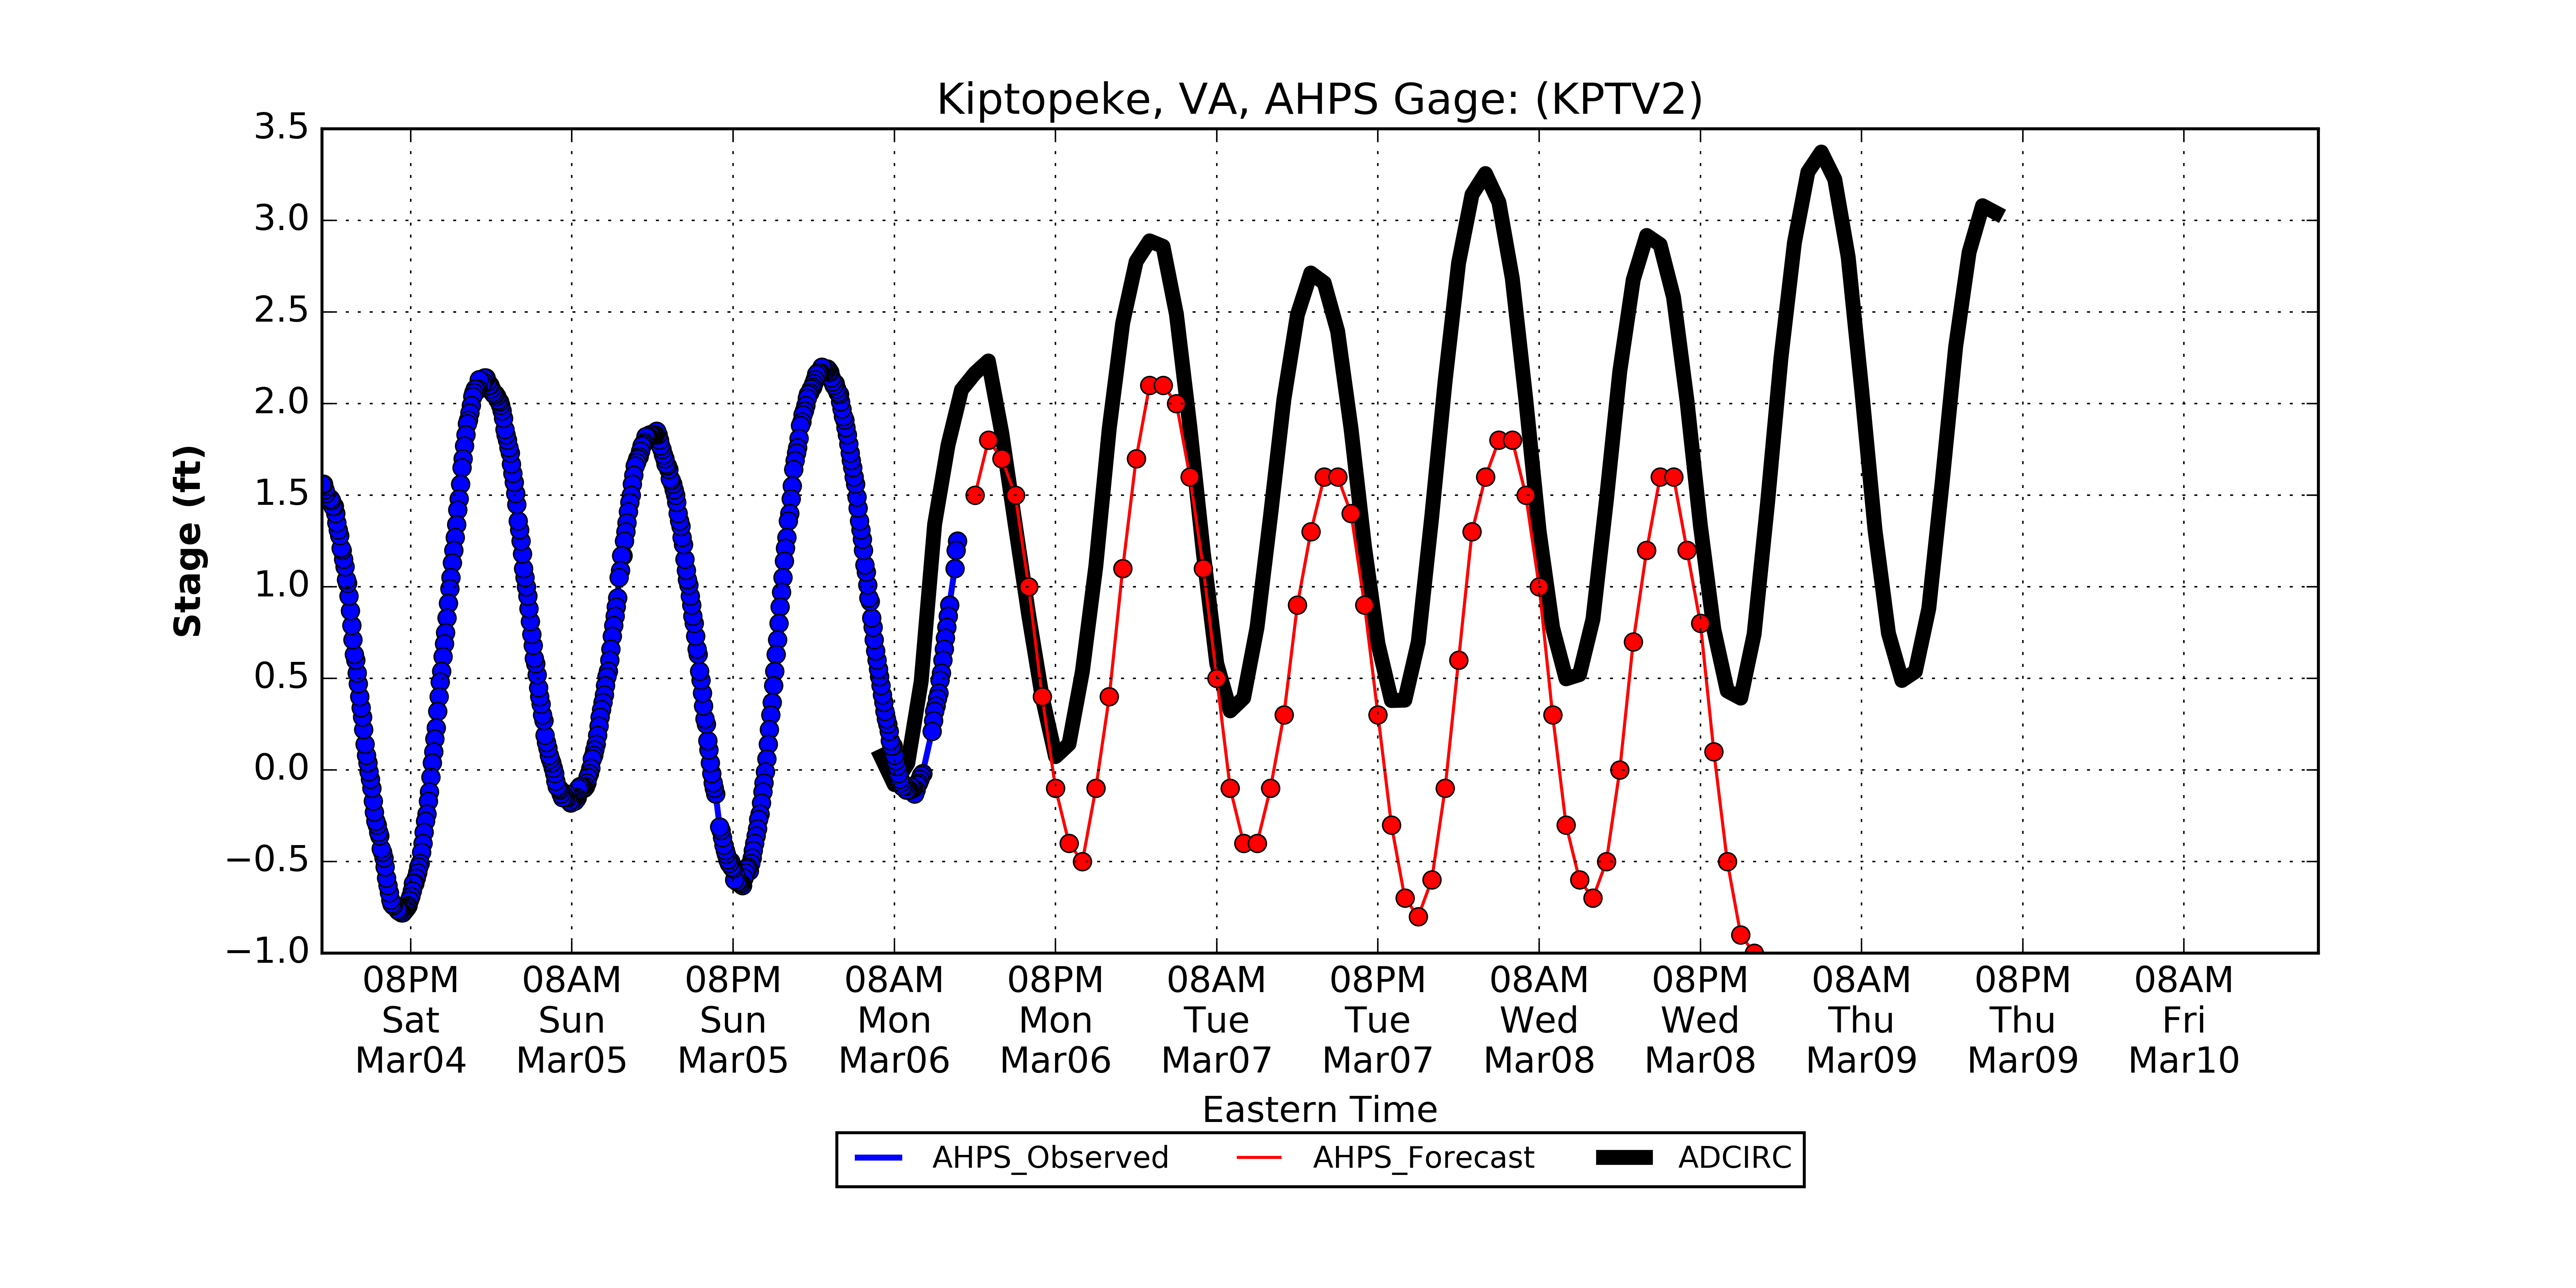 Kiptopeke, VA, AHPS Gage: (KPTV2)
3.5
3.0
2.5
2.0
1.5
1.0
0.5
0.0
−0.5
−1.0
Stage (ft)
08PM 08AM 08PM 08AM 08PM 08AM 08PM 08AM 08PM 08AM 08PM 08AM
Sat Sun Sun Mon Mon Tue Tue Wed Wed Thu Thu Fri
Mar04 Mar05 Mar05 Mar06 Mar06 Mar07 Mar07 Mar08 Mar08 Mar09 Mar09 Mar10
Eastern Time
AHPS_Observed AHPS_Forecast ADCIRC